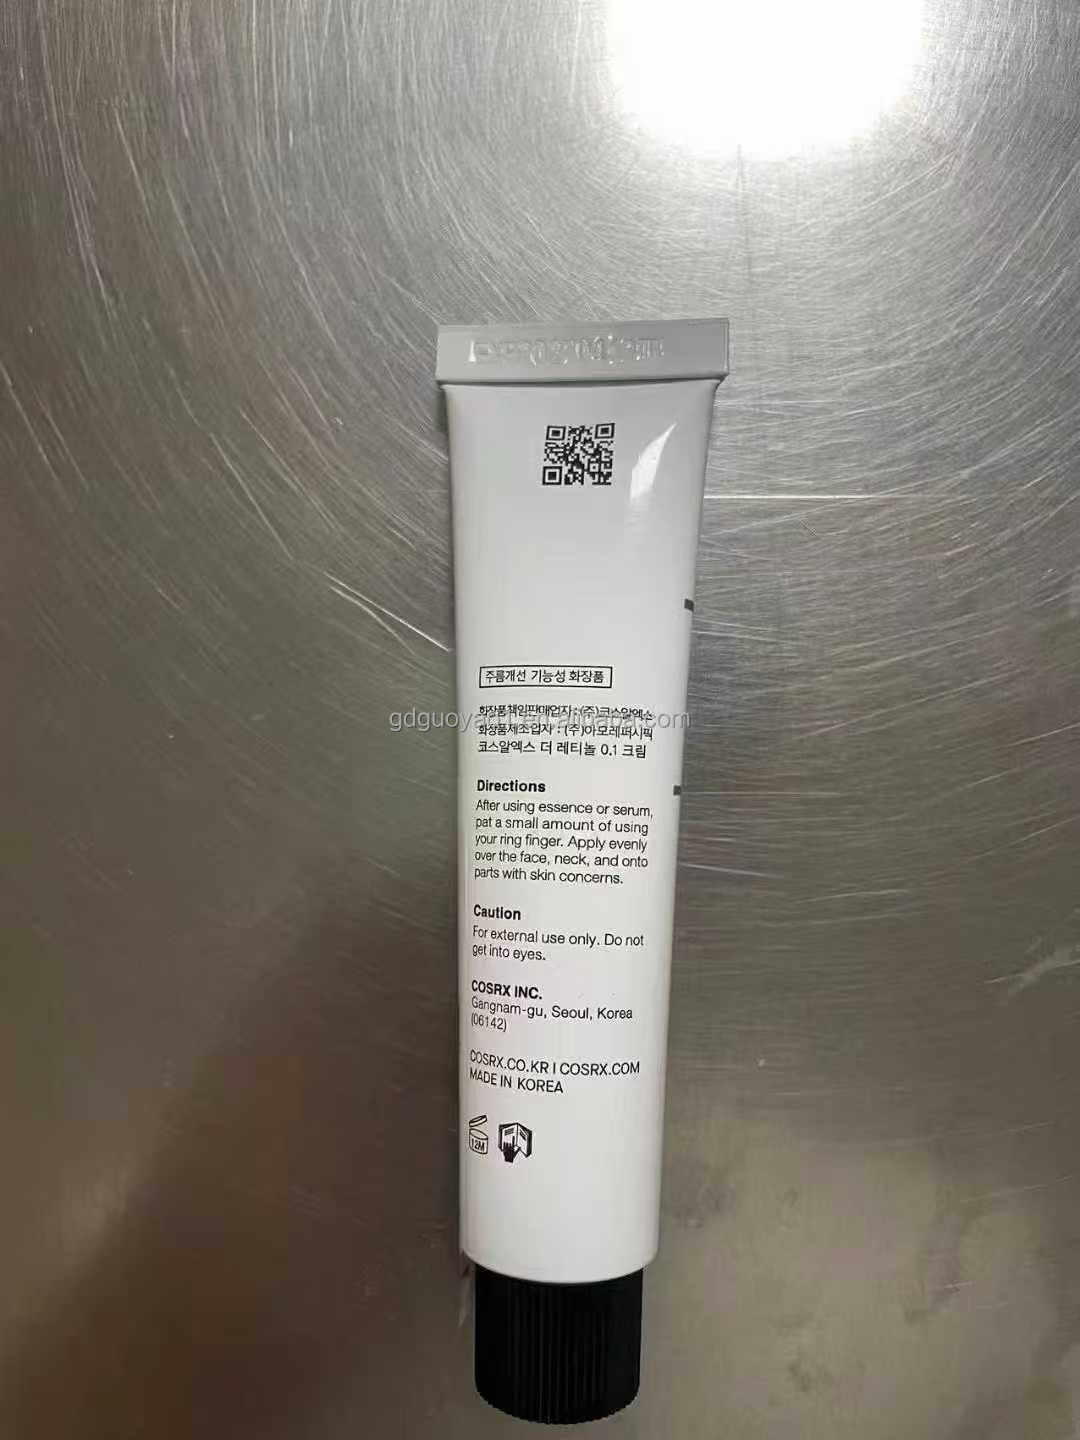 주름개선 기능성 화장품
화장품책임판매업자 : (주)코스알엑스
화장품제조업자 : (주)아모레퍼시픽
코스알엑스 더 레티놀 0.1 크림
Directions
After using essence or serum,
pat a small amount of using
your ring finger. Apply evenly
over the face, neck, and onto
parts with skin concerns.
Caution
For external use only. Do not
get into eyes.
COSRX INC.
Gangnam-gu, Seoul, Korea
(06142)
COSRX.CO.KR I COSRX.COM
MADE IN KOREA
12M